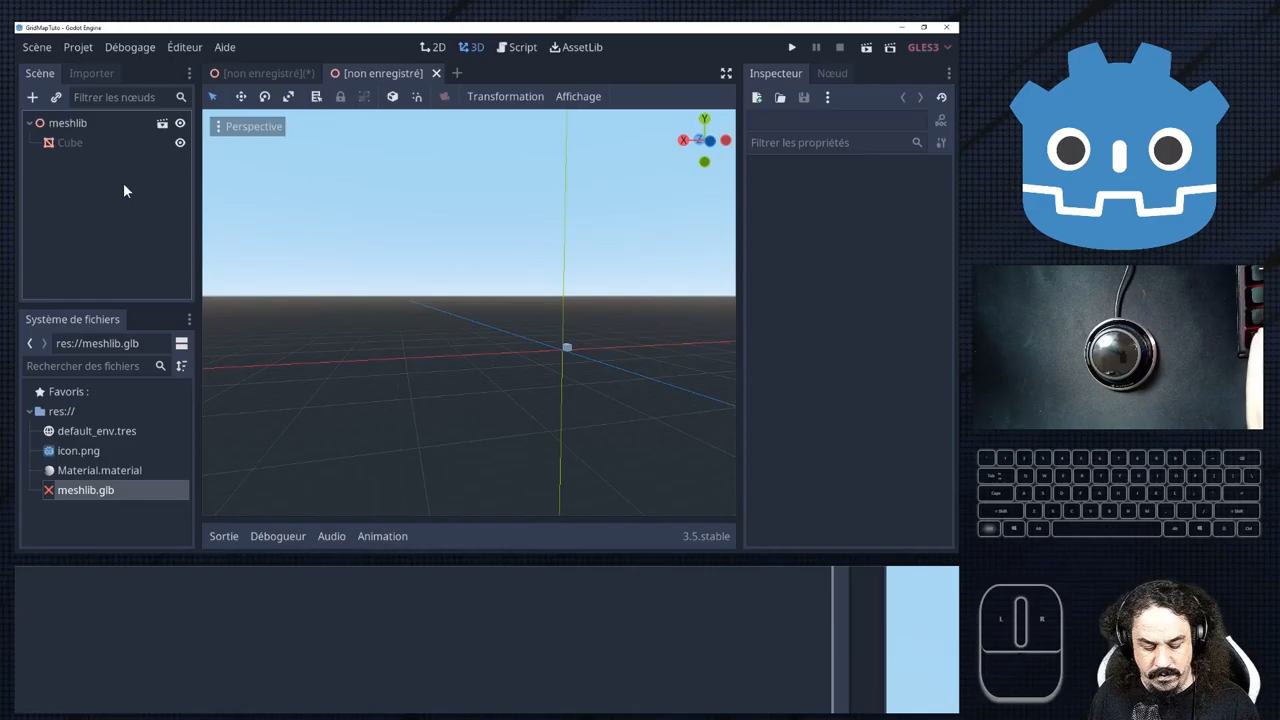 GridMapTuto - Godot Engine
Scène Projet Débogage Éditeur Aide
2D 3D Script AssetLib
GLES3
Scène Importer
[non enregistré](*) [non enregistré]
Inspecteur Nœud
Filtrer les nœuds
Transformation Affichage
meshlib
Perspective
Y
X Z
Cube
Filtrer les propriétés
Système de fichiers
res://meshlib.glb
Rechercher des fichiers
Favoris :
res://
default_env.tres
icon.png
Material.material
meshlib.glb
Sortie Débogueur Audio Animation
3.5.stable
L R